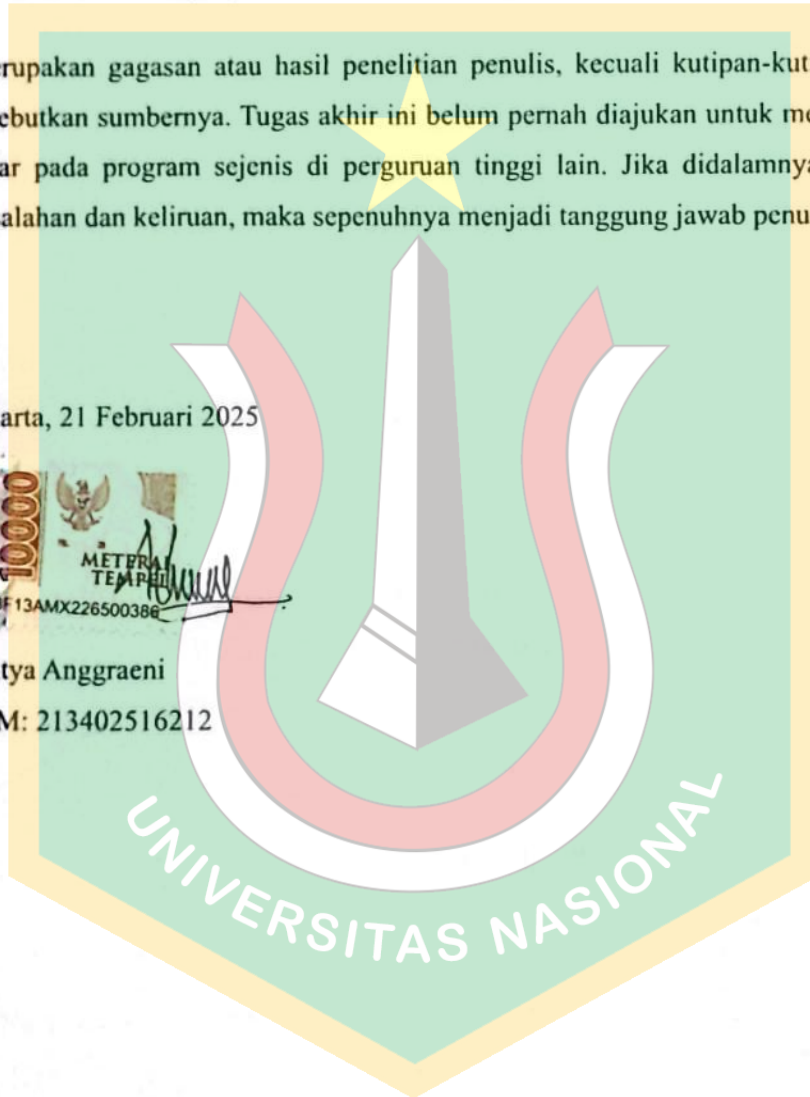 rupakan gagasan atau hasil penelitian penulis, kecuali kutipan-kut
ebutkan sumbernya. Tugas akhir ini belum pernah diajukan untuk me
ar pada program sejenis di perguruan tinggi lain. Jika didalamnya
alahan dan keliruan, maka sepenuhnya menjadi tanggung jawab penu
arta, 21 Februari 2025
10000
METERAI
TEMPEL
F13AMX226500386
tya Anggraeni
M: 213402516212
UNIVERSITAS NASIONAL